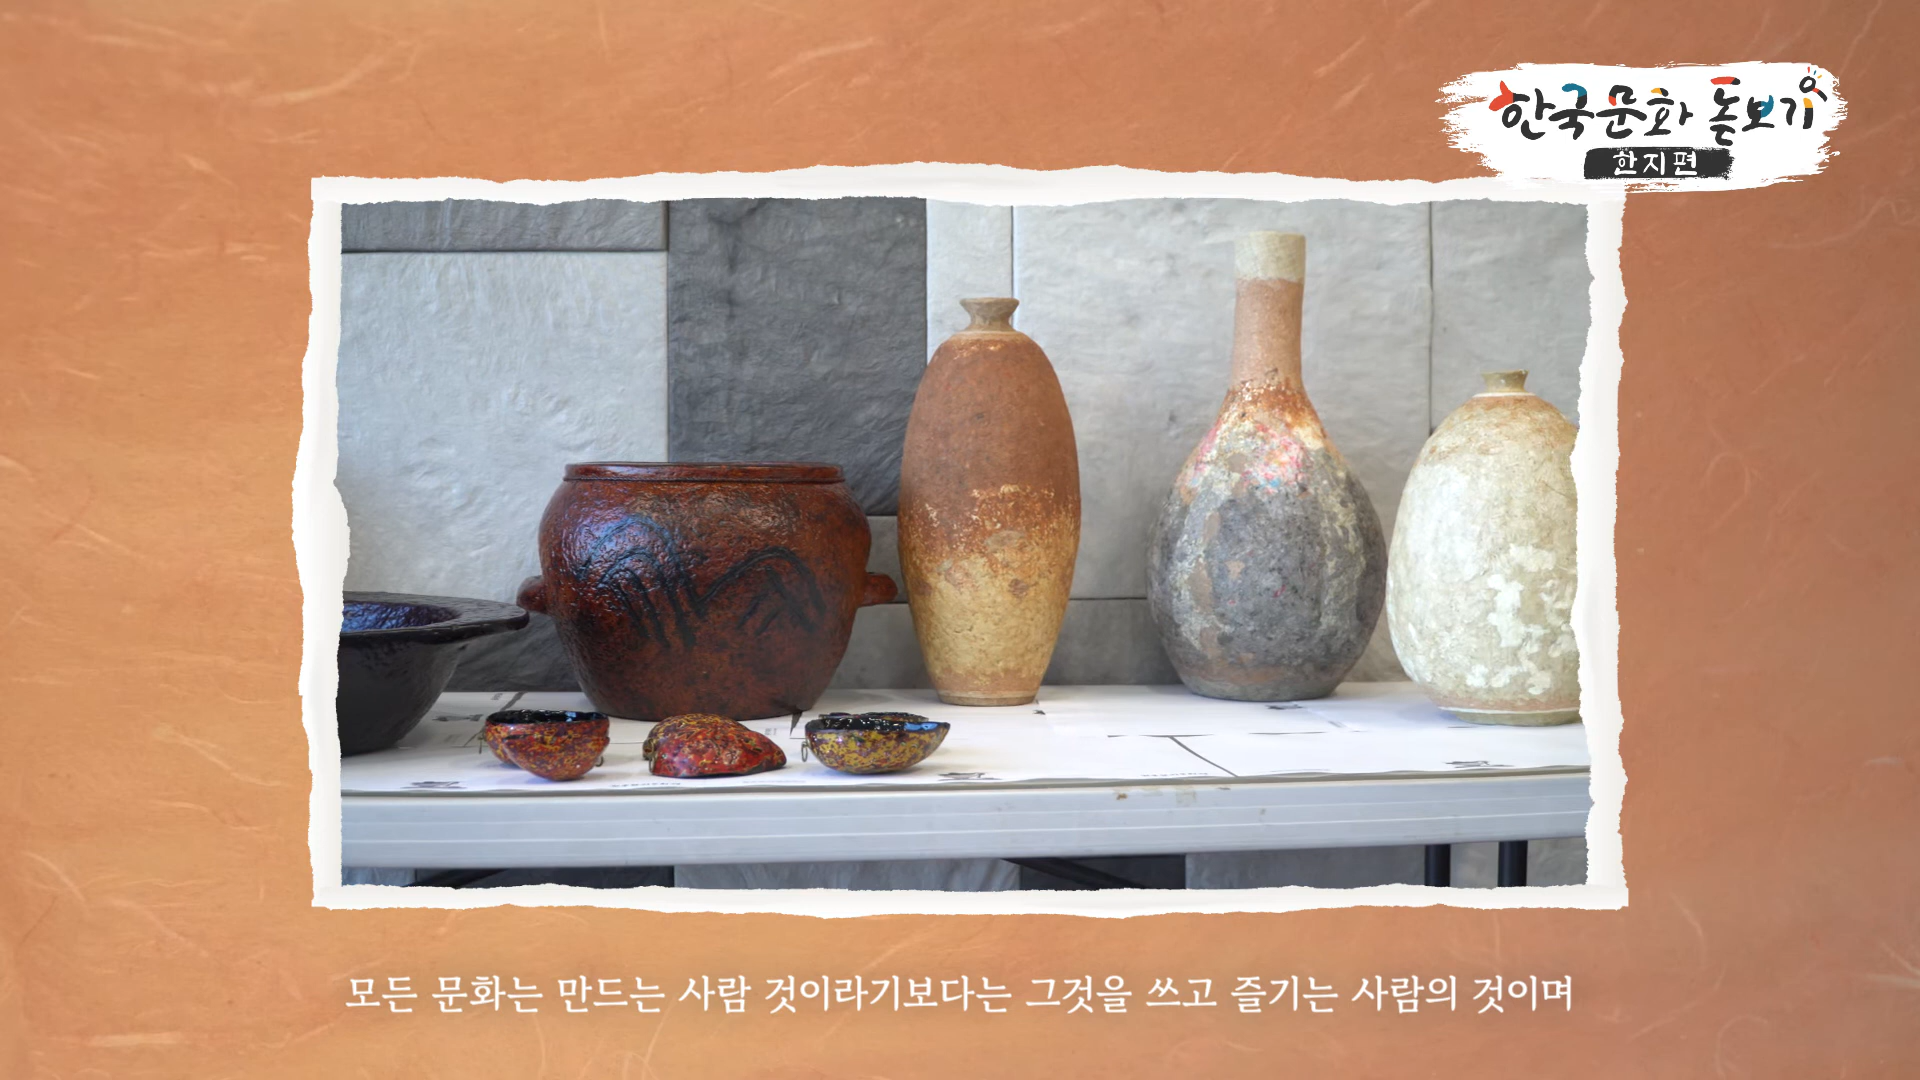 한국문화 돋보기
한지편
모든 문화는 만드는 사람 것이라기보다는 그것을 쓰고 즐기는 사람의 것이며